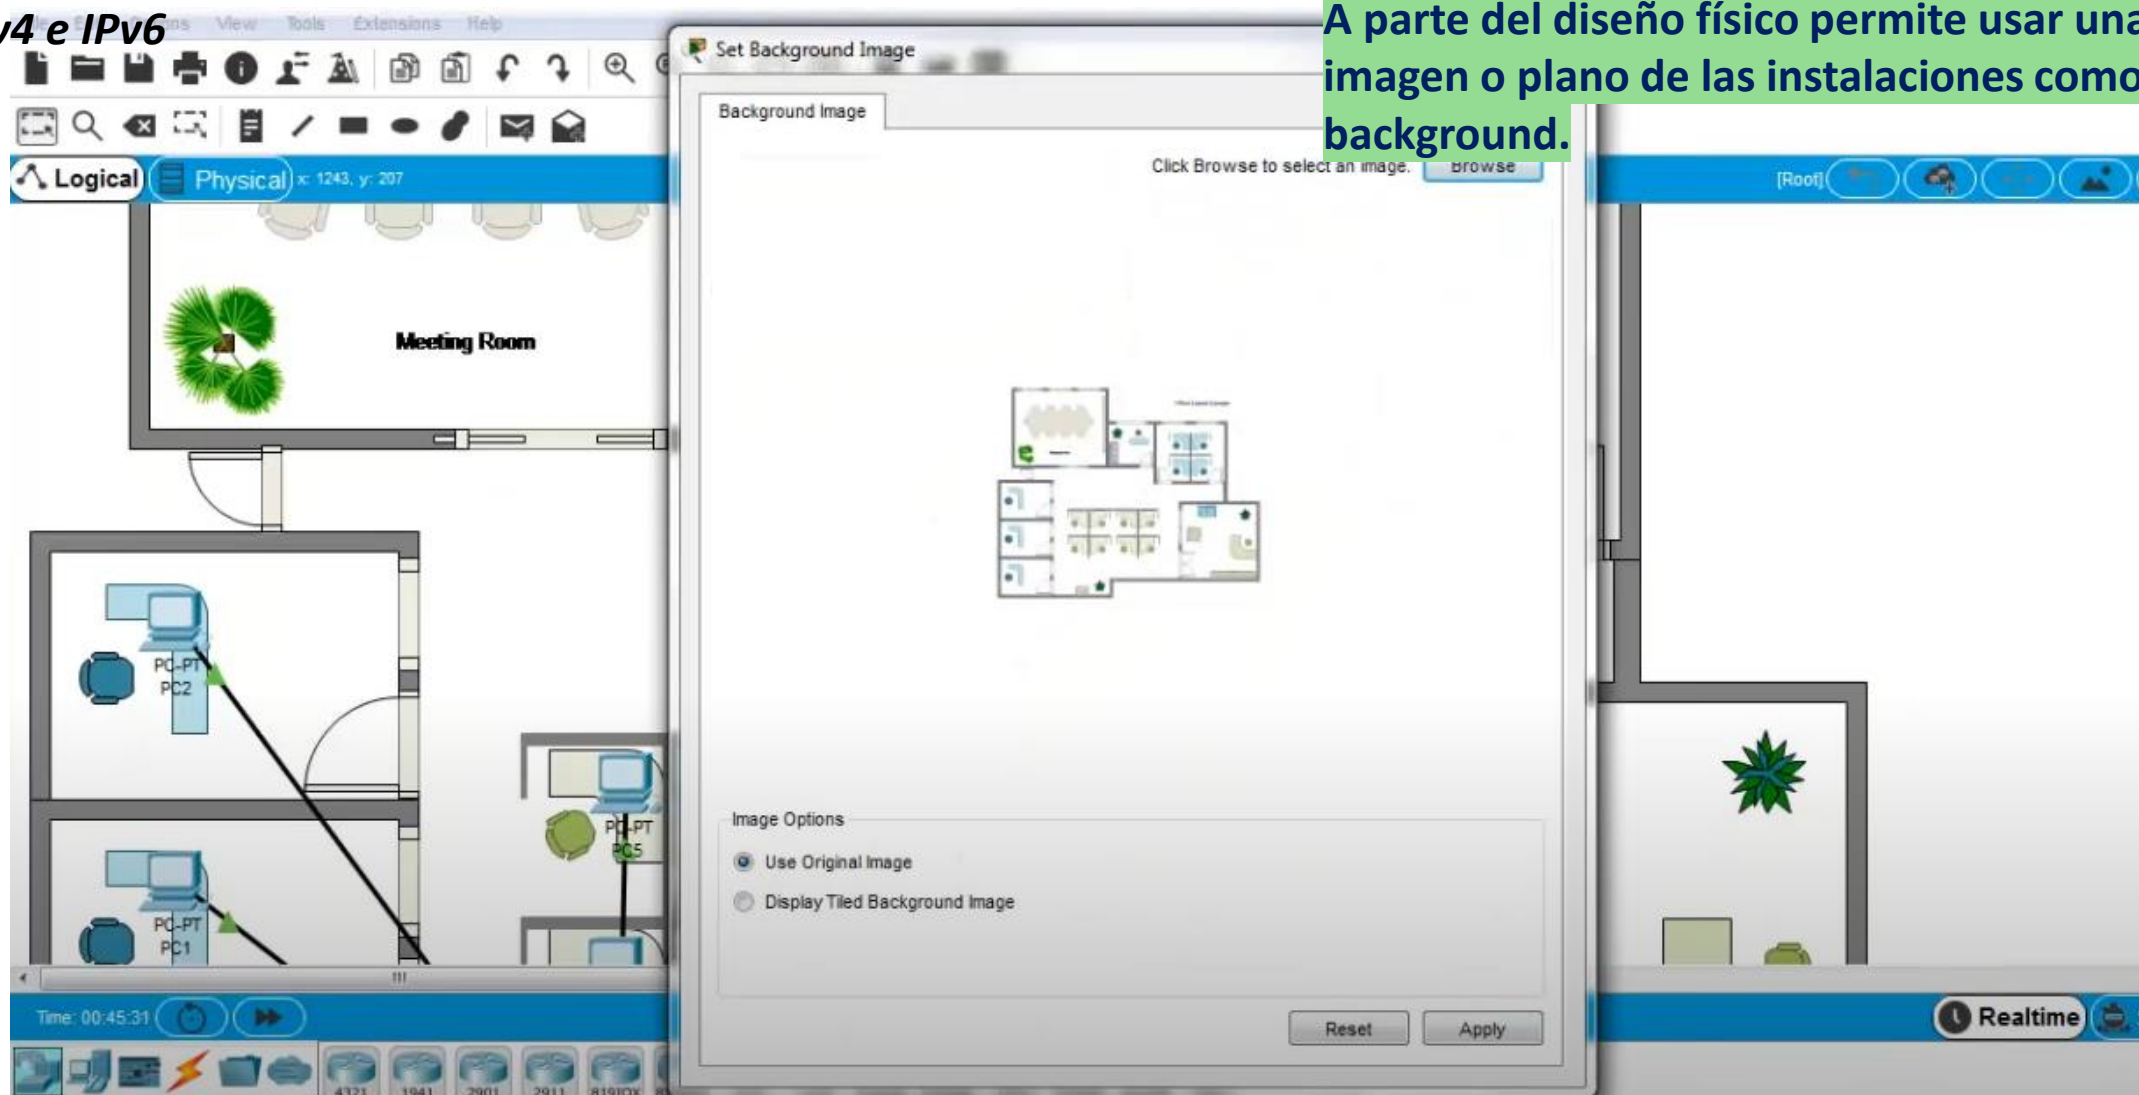 v4 e IPv6
A parte del diseño físico permite usar una
imagen o plano de las instalaciones como
background.
View Tools Extensions Help
Set Background Image
Background Image
Click Browse to select an image. Browse
Logical Physical x: 1243, y: 207
[Root]
Meeting Room
PC-PT
PC2
PC-PT
PC5
PC-PT
PC1
Image Options
Use Original Image
Display Tiled Background Image
Reset Apply
Time: 00:45:31
Realtime
4321 1941 2901 2911 819IOX